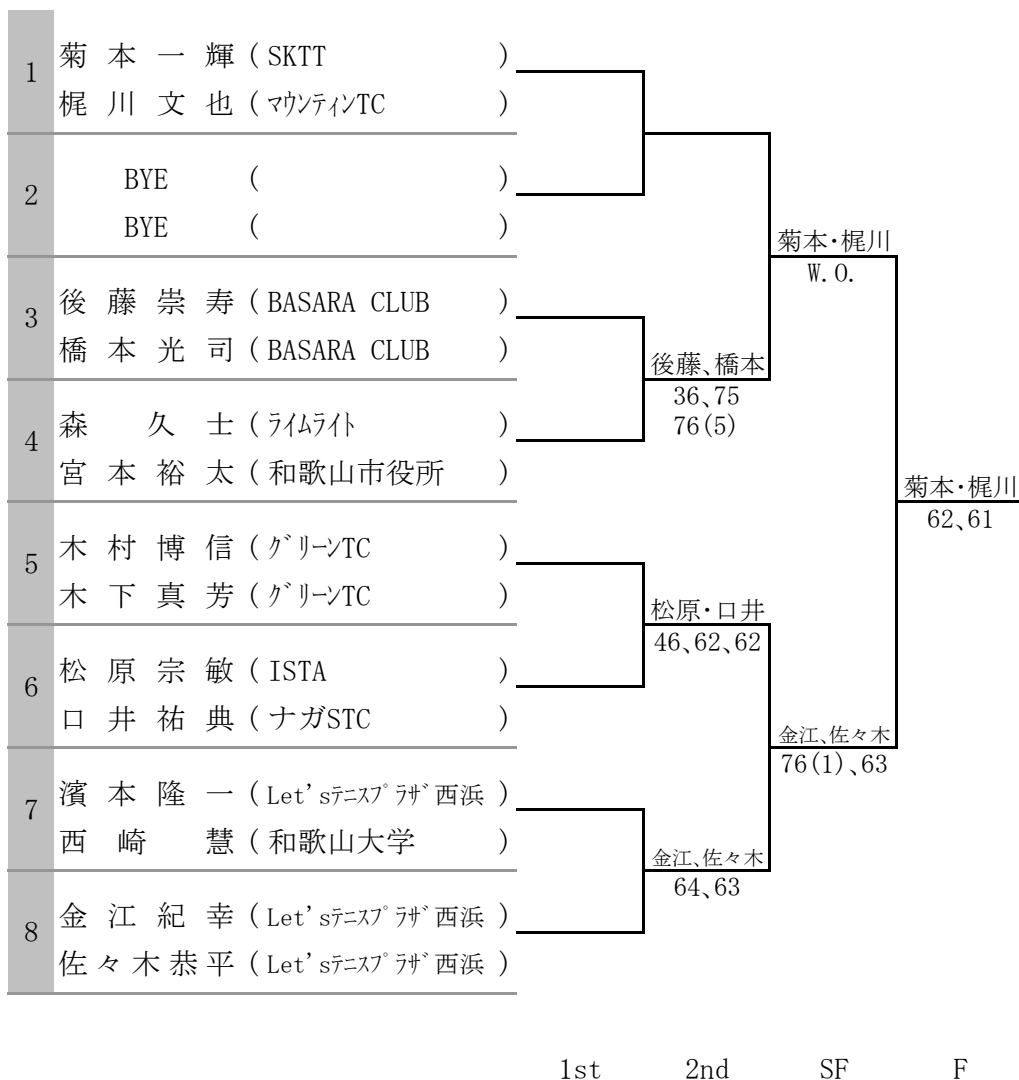 1
菊本一輝 ( SKTT )
梶川文也 ( マウンティンTC )
2
BYE ( )
BYE ( )
3
後藤崇寿 ( BASARA CLUB )
橋本光司 ( BASARA CLUB )
4
森 久士 ( ライムライト )
宮本裕太 ( 和歌山市役所 )
5
木村博信 ( グリーンTC )
木下真芳 ( グリーンTC )
6
松原宗敏 ( ISTA )
口井祐典 ( ナガSTC )
7
濱本隆一 ( Let'sテニスプラザ西浜 )
西崎 慧 ( 和歌山大学 )
8
金江紀幸 ( Let'sテニスプラザ西浜 )
佐々木恭平 ( Let'sテニスプラザ西浜 )
後藤、橋本
36、75
76(5)
松原・口井
46、62、62
金江、佐々木
64、63
菊本・梶川
W.O.
金江、佐々木
76(1)、63
菊本・梶川
62、61
1st 2nd SF F